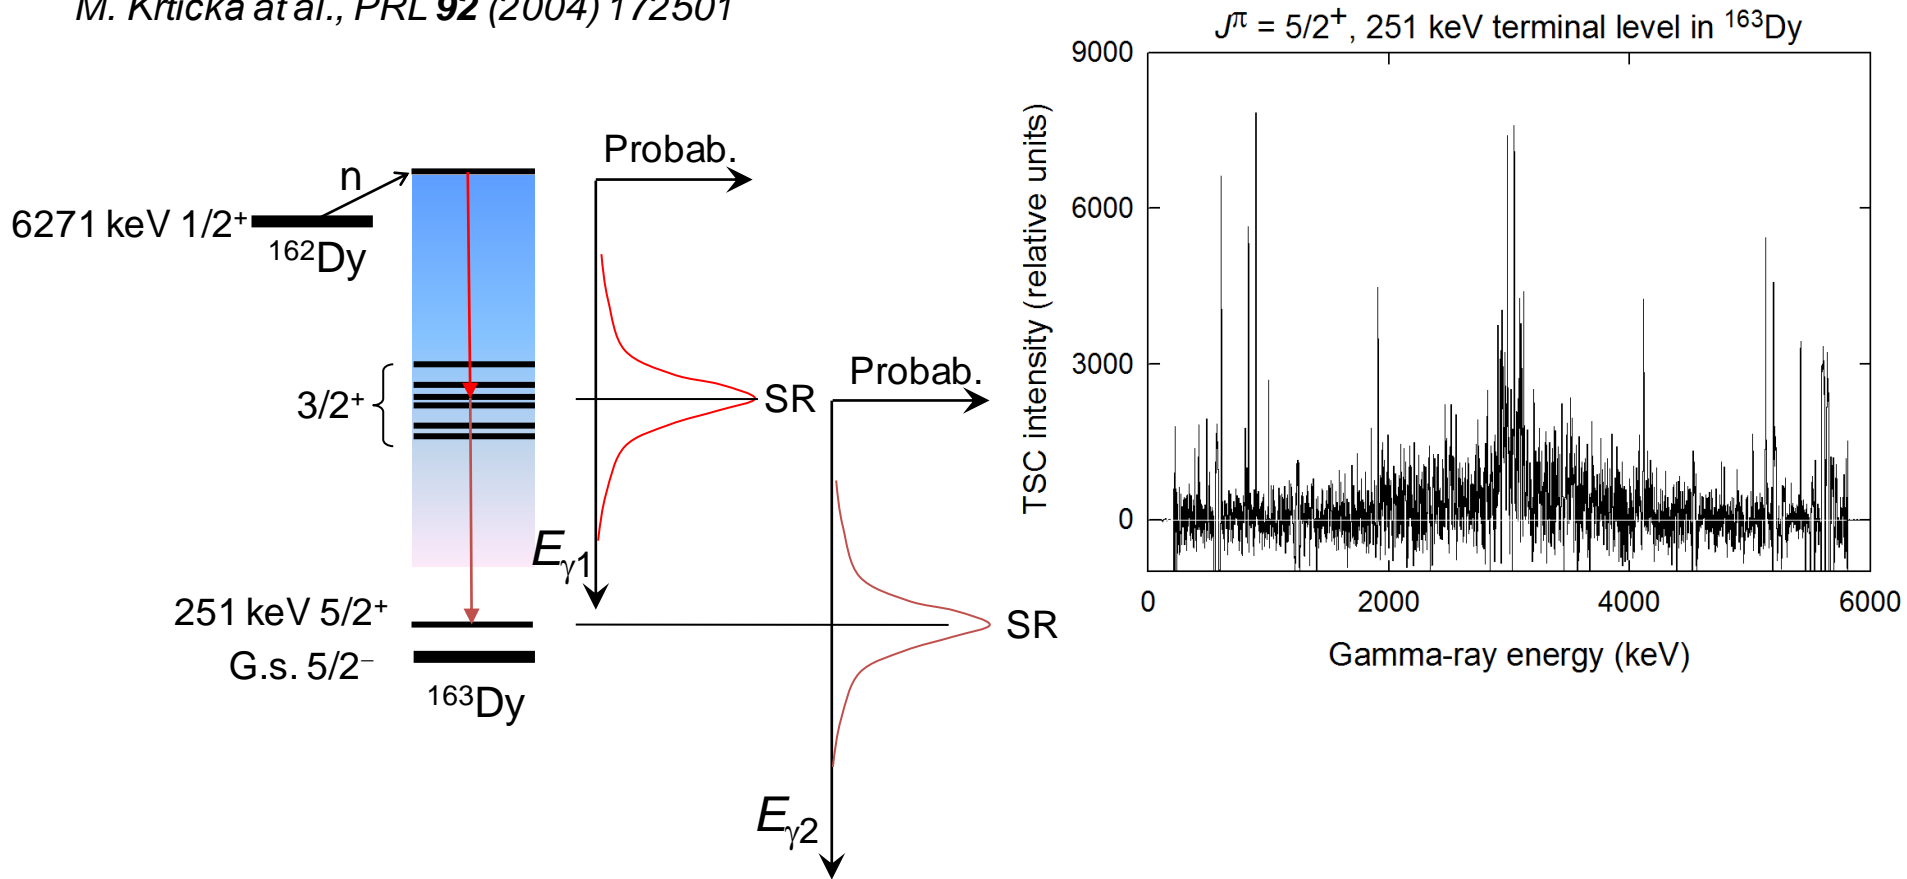 M. Krticka at al., PRL 92 (2004) 172501
n
6271 keV 1/2⁺
¹⁶²Dy
3/2⁺
Probab.
SR
Eγ1
251 keV 5/2⁺
G.s. 5/2⁻
¹⁶³Dy
Probab.
SR
Eγ2
Jπ = 5/2⁺, 251 keV terminal level in ¹⁶³Dy
TSC intensity (relative units)
9000
6000
3000
0
0 2000 4000 6000
Gamma-ray energy (keV)